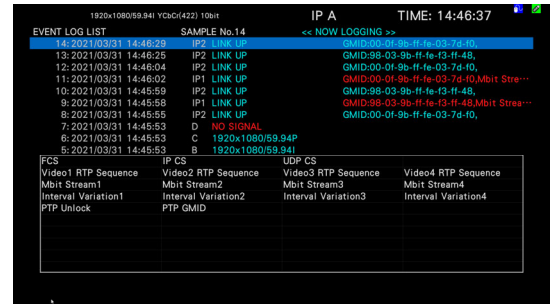 1920x1080/59.94I YCbCr(422) 10bit IP A TIME: 14:46:37
EVENT LOG LIST SAMPLE No.14 << NOW LOGGING >>
14: 2021/03/31 14:46:29 IP2 LINK UP GMID:00-0f-9b-ff-fe-03-7d-f0,
13: 2021/03/31 14:46:25 IP2 LINK UP GMID:98-03-9b-ff-fe-f3-ff-48,
12: 2021/03/31 14:46:04 IP2 LINK UP GMID:00-0f-9b-ff-fe-03-7d-f0,
11: 2021/03/31 14:46:02 IP1 LINK UP GMID:00-0f-9b-ff-fe-03-7d-f0,Mbit Stre···
10: 2021/03/31 14:45:59 IP2 LINK UP GMID:98-03-9b-ff-fe-f3-ff-48,
9: 2021/03/31 14:45:58 IP1 LINK UP GMID:98-03-9b-ff-fe-f3-ff-48,Mbit Strea···
8: 2021/03/31 14:45:55 IP2 LINK UP GMID:00-0f-9b-ff-fe-03-7d-f0,
7: 2021/03/31 14:45:53 D NO SIGNAL
6: 2021/03/31 14:45:53 C 1920x1080/59.94P
5: 2021/03/31 14:45:53 B 1920x1080/59.94I
FCS IP CS UDP CS
Video1 RTP Sequence Video2 RTP Sequence Video3 RTP Sequence Video4 RTP Sequence
Mbit Stream1 Mbit Stream2 Mbit Stream3 Mbit Stream4
Interval Variation1 Interval Variation2 Interval Variation3 Interval Variation4
PTP Unlock PTP GMID